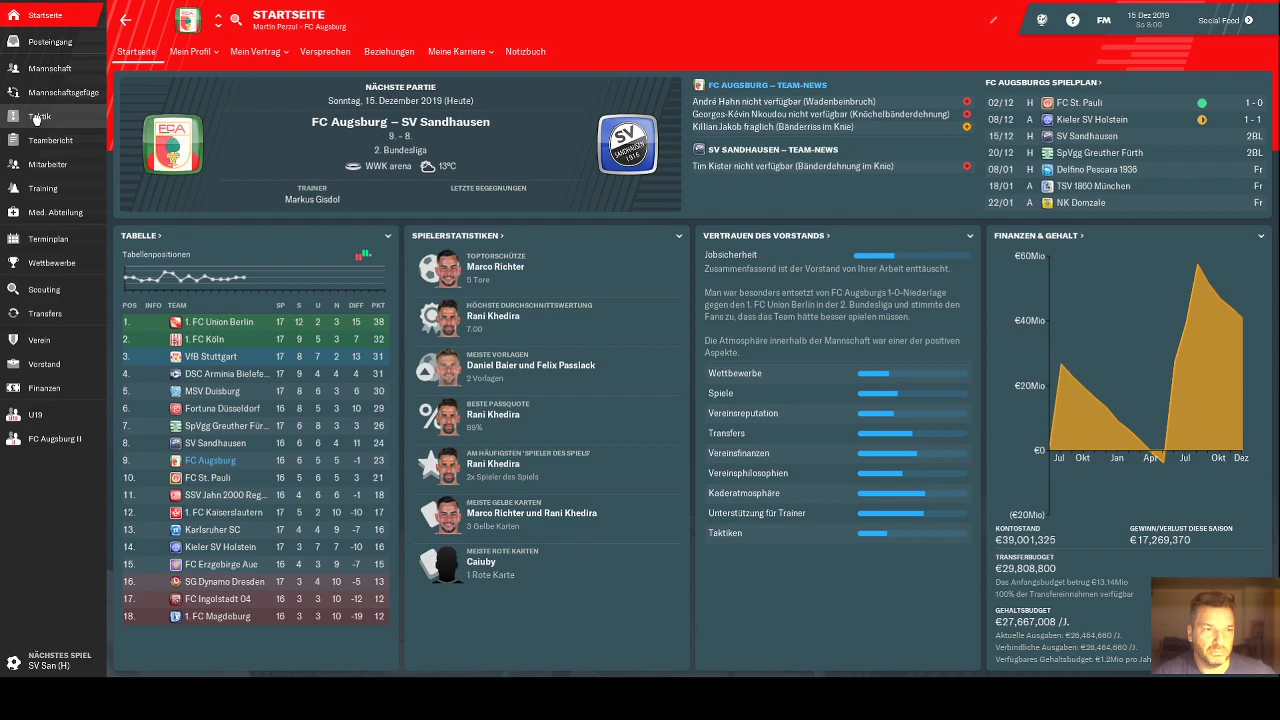 Startseite
Posteingang
Mannschaft
Mannschaftsgefüge
Taktik
Teambericht
Mitarbeiter
Training
Med. Abteilung
Terminplan
Wettbewerbe
Scouting
Transfers
Verein
Vorstand
Finanzen
U19
FC Augsburg II
NÄCHSTES SPIEL
SV San (H)
STARTSEITE
Martin Perzul - FC Augsburg
FM
15 Dez 2019
So 8:00
Social Feed
Startseite Mein Profil Mein Vertrag Versprechen Beziehungen Meine Karriere Notizbuch
NÄCHSTE PARTIE
Sonntag, 15. Dezember 2019 (Heute)
FC Augsburg – SV Sandhausen
9. – 8.
2. Bundesliga
WWK arena 13°C
TRAINER
Markus Gisdol
LETZTE BEGEGNUNGEN
FCA
SV
SANDHAUSEN 1916
FC AUGSBURG – TEAM-NEWS
André Hahn nicht verfügbar (Wadenbeinbruch)
Georges-Kévin Nkoudou nicht verfügbar (Knöchelbänderdehnung)
Killian Jakob fraglich (Bänderriss im Knie)
SV SANDHAUSEN – TEAM-NEWS
Tim Kister nicht verfügbar (Bänderdehnung im Knie)
FC AUGSBURGS SPIELPLAN
02/12 H FC St. Pauli 1 - 0
08/12 A Kieler SV Holstein 1 - 1
15/12 H SV Sandhausen 2BL
20/12 H SpVgg Greuther Fürth 2BL
08/01 H Delfino Pescara 1936 Fr
18/01 A TSV 1860 München Fr
22/01 A NK Domzale Fr
TABELLE
Tabellenpositionen
POS INFO TEAM SP S U N DIFF PKT
1. 1. FC Union Berlin 17 12 2 3 15 38
2. 1. FC Köln 17 9 5 3 7 32
3. VfB Stuttgart 17 8 7 2 13 31
4. DSC Arminia Bielefe... 17 9 4 4 4 31
5. MSV Duisburg 17 8 6 3 6 30
6. Fortuna Düsseldorf 16 8 5 3 10 29
7. SpVgg Greuther Für... 17 6 8 3 3 26
8. SV Sandhausen 16 6 6 4 11 24
9. FC Augsburg 16 6 5 5 -1 23
10. FC St. Pauli 16 5 6 5 3 21
11. SSV Jahn 2000 Reg... 16 4 6 6 -1 18
12. 1. FC Kaiserslautern 17 5 2 10 -10 17
13. Karlsruher SC 17 4 4 9 -7 16
14. Kieler SV Holstein 17 3 7 7 -10 16
15. FC Erzgebirge Aue 16 4 3 9 -7 15
16. SG Dynamo Dresden 17 3 4 10 -5 13
17. FC Ingolstadt 04 16 3 3 10 -12 12
18. 1. FC Magdeburg 16 3 3 10 -19 12
SPIELERSTATISTIKEN
TOPTORSCHÜTZE
Marco Richter
5 Tore
HÖCHSTE DURCHSCHNITTSWERTUNG
Rani Khedira
7.00
MEISTE VORLAGEN
Daniel Baier und Felix Passlack
2 Vorlagen
BESTE PASSQUOTE
Rani Khedira
89%
AM HÄUFIGSTEN 'SPIELER DES SPIELS'
Rani Khedira
2x Spieler des Spiels
MEISTE GELBE KARTEN
Marco Richter und Rani Khedira
3 Gelbe Karten
MEISTE ROTE KARTEN
Caiuby
1 Rote Karte
VERTRAUEN DES VORSTANDS
Jobsicherheit
Zusammenfassend ist der Vorstand von Ihrer Arbeit enttäuscht.
Man war besonders entsetzt von FC Augsburgs 1-0-Niederlage
gegen den 1. FC Union Berlin in der 2. Bundesliga und stimmte den
Fans zu, dass das Team hätte besser spielen müssen.
Die Atmosphäre innerhalb der Mannschaft war einer der positiven
Aspekte.
Wettbewerbe
Spiele
Vereinsreputation
Transfers
Vereinsfinanzen
Vereinsphilosophien
Kaderatmosphäre
Unterstützung für Trainer
Taktiken
FINANZEN & GEHALT
€60Mio
€40Mio
€20Mio
€0
(€20Mio)
Jul Okt Jan Apr Jul Okt Dez
KONTOSTAND
€39,001,325
GEWINN/VERLUST DIESE SAISON
€17,269,370
TRANSFERBUDGET
€29,808,800
Das Anfangsbudget betrug €13.14Mio
100% der Transfereinnahmen verfügbar
GEHALTSBUDGET
€27,667,008 /J.
Aktuelle Ausgaben: €26,464,660 /J.
Verbindliche Ausgaben: €26,464,660 /J.
Verfügbares Gehaltsbudget: €1.2Mio pro Jah